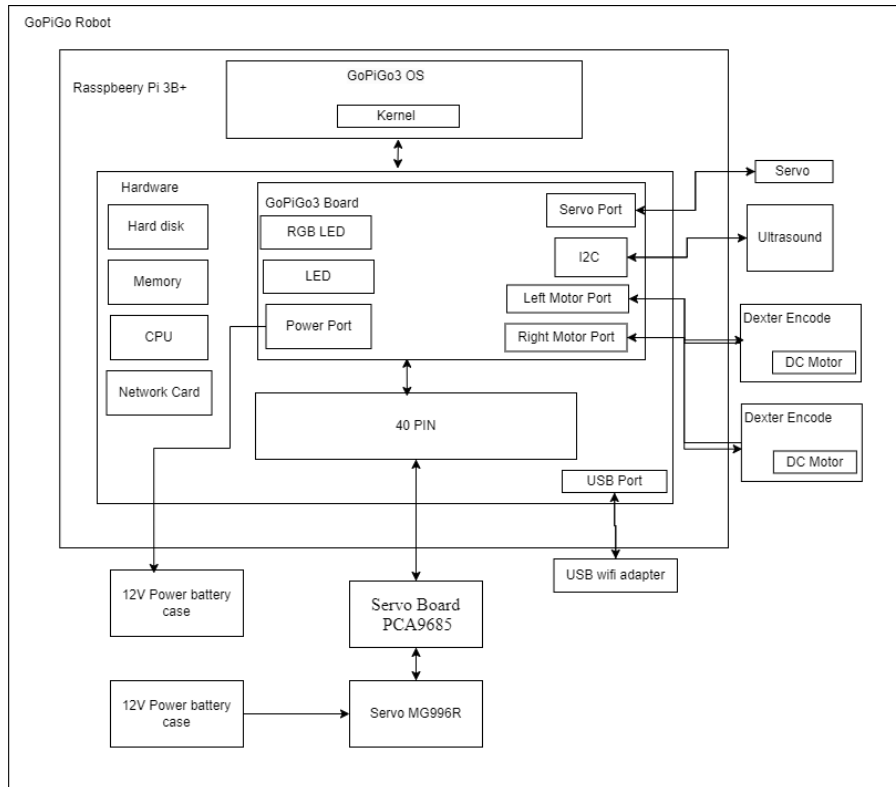 GoPiGo Robot
Rasspbeery Pi 3B+
GoPiGo3 OS
Kernel
Hardware
Hard disk
Memory
CPU
Network Card
GoPiGo3 Board
RGB LED
LED
Power Port
Servo Port
I2C
Left Motor Port
Right Motor Port
40 PIN
USB Port
Servo
Ultrasound
Dexter Encode
DC Motor
Dexter Encode
DC Motor
12V Power battery
case
Servo Board
PCA9685
USB wifi adapter
12V Power battery
case
Servo MG996R